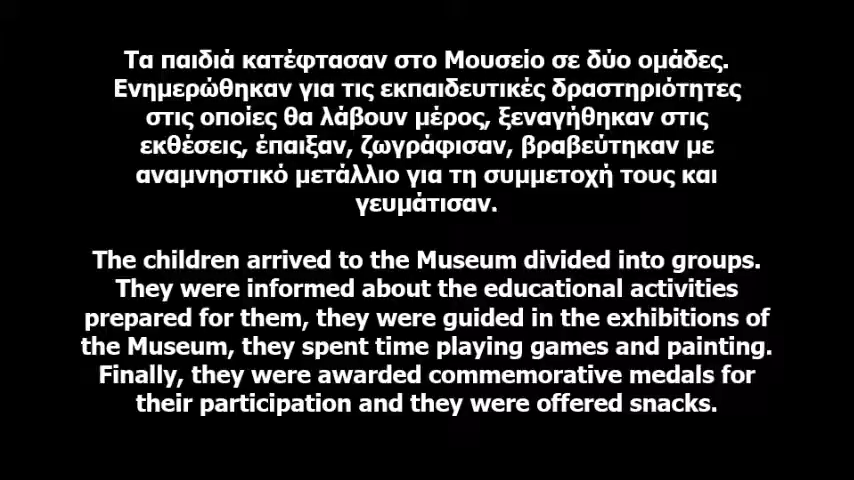 Τα παιδιά κατέφτασαν στο Μουσείο σε δύο ομάδες.
Ενημερώθηκαν για τις εκπαιδευτικές δραστηριότητες
στις οποίες θα λάβουν μέρος, ξεναγήθηκαν στις
εκθέσεις, έπαιξαν, ζωγράφισαν, βραβεύτηκαν με
αναμνηστικό μετάλλιο για τη συμμετοχή τους και
γευμάτισαν.
The children arrived to the Museum divided into groups.
They were informed about the educational activities
prepared for them, they were guided in the exhibitions of
the Museum, they spent time playing games and painting.
Finally, they were awarded commemorative medals for
their participation and they were offered snacks.